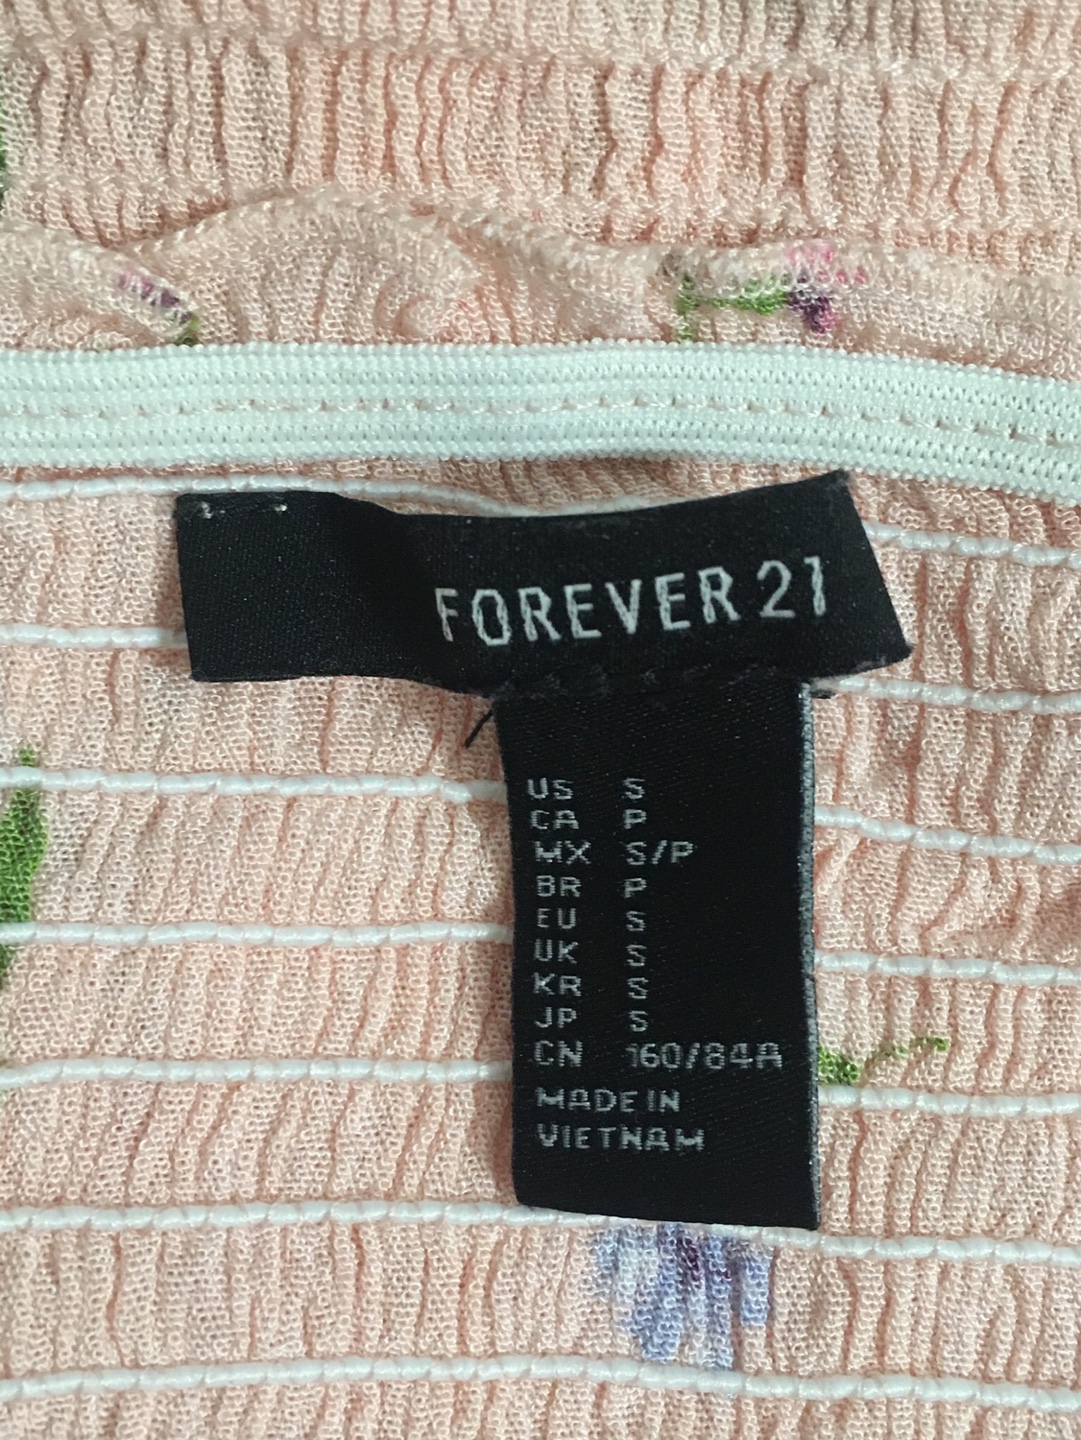 FOREVER 21
US S
CA P
MX S/P
BR P
EU S
UK S
KR S
JP S
CN 160/84A
MADE IN
VIETNAM